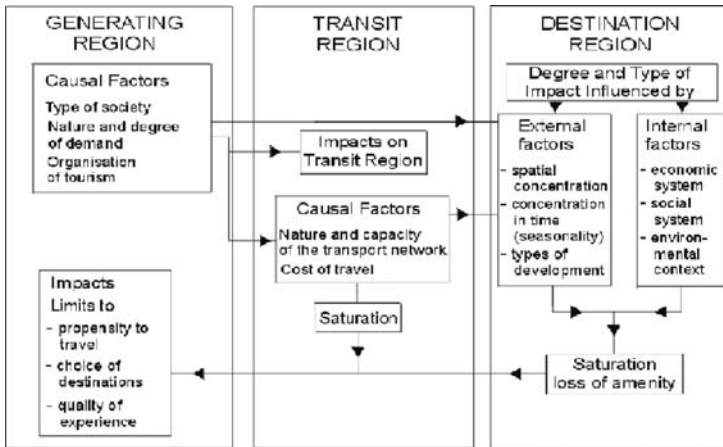 GENERATING
REGION
Causal Factors
Type of society
Nature and degree
of demand
Organisation
of tourism
Impacts
Limits to
- propensity to
travel
- choice of
destinations
- quality of
experience
TRANSIT
REGION
Impacts on
Transit Region
Causal Factors
Nature and capacity
of the transport network
Cost of travel
Saturation
DESTINATION
REGION
Degree and Type of
Impact Influenced by
External
factors
- spatial
concentration
- concentration
in time
(seasonality)
- types of
development
Internal
factors
- economic
system
- social
system
- environ-
mental
context
Saturation
loss of amenity